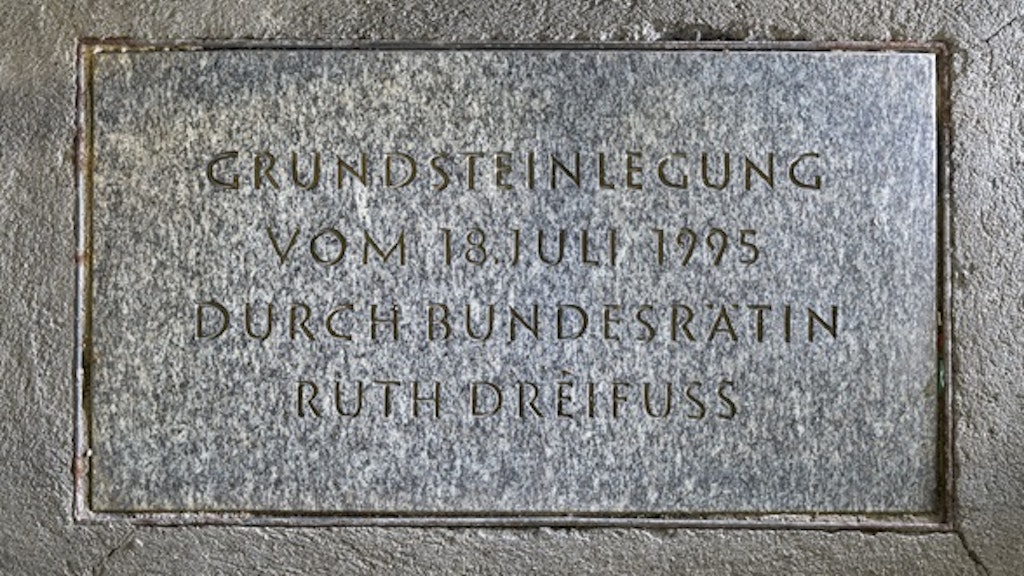 GRUNDSTEINLEGUNG
VOM 18. JULI 1995
DURCH BUNDESRÄTIN
RUTH DREIFUSS